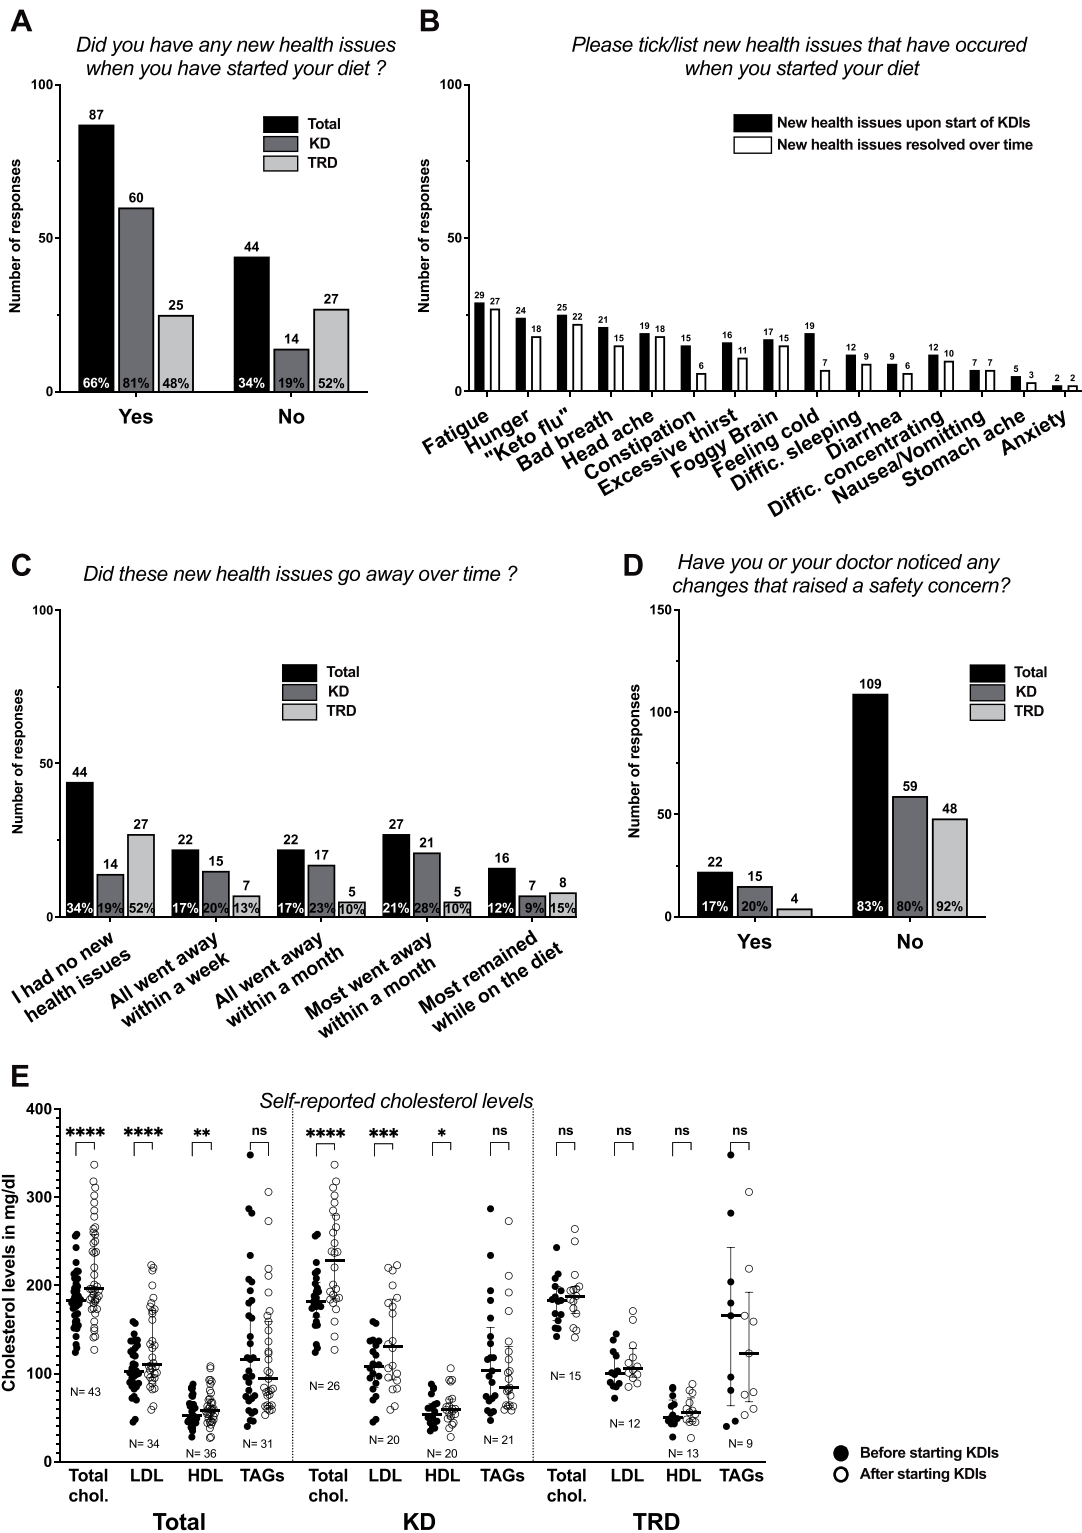 A
Did you have any new health issues
when you have started your diet ?
Number of responses
100
50
0
87
60
25
44
14
27
66%
81%
48%
34%
19%
52%
Yes
No
Total
KD
TRD
B
Please tick/list new health issues that have occured
when you started your diet
Number of responses
100
50
0
New health issues upon start of KDIs
New health issues resolved over time
29
27
24
18
25
22
21
15
19
18
15
6
16
11
17
15
19
7
12
9
9
6
12
10
7
7
5
3
2
2
Fatigue
Hunger
"Keto flu"
Bad breath
Head ache
Constipation
Excessive thirst
Foggy Brain
Feeling cold
Diffic. sleeping
Diarrhea
Diffic. concentrating
Nausea/Vomitting
Stomach ache
Anxiety
C
Did these new health issues go away over time ?
Number of responses
100
50
0
Total
KD
TRD
44
14
27
22
15
7
22
17
5
27
21
5
16
7
8
34%
19%
52%
17%
20%
13%
17%
23%
10%
21%
28%
10%
12%
9%
15%
I had no new
health issues
All went away
within a week
All went away
within a month
Most went away
within a month
Most remained
while on the diet
D
Have you or your doctor noticed any
changes that raised a safety concern?
Number of responses
150
100
50
0
Total
KD
TRD
22
15
4
109
59
48
17%
20%
83%
80%
92%
Yes
No
E
Self-reported cholesterol levels
Cholesterol levels in mg/dl
400
300
200
100
0
****
****
**
ns
****
***
*
ns
ns
ns
ns
ns
N= 43
N= 34
N= 36
N= 31
N= 26
N= 20
N= 20
N= 21
N= 15
N= 12
N= 13
N= 9
Total
chol.
LDL
HDL
TAGs
Total
chol.
LDL
HDL
TAGs
Total
chol.
LDL
HDL
TAGs
Total
KD
TRD
Before starting KDIs
After starting KDIs